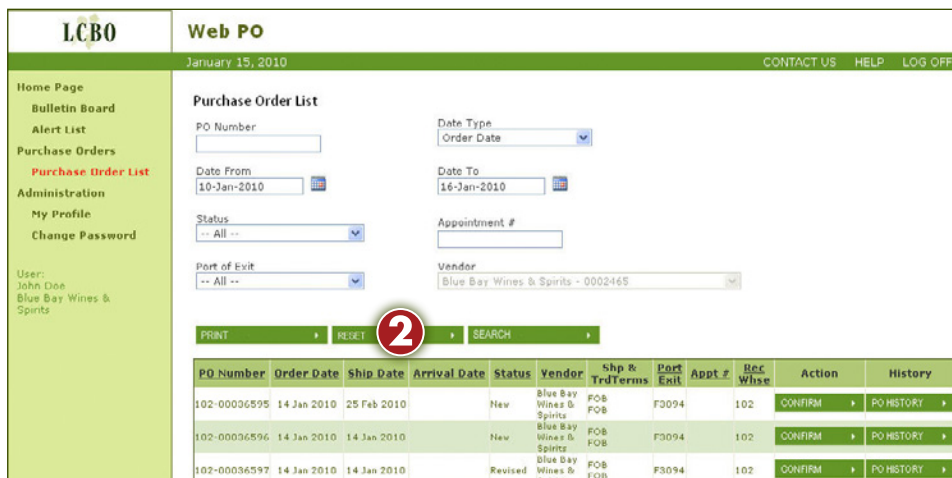 LCBO
Web PO
January 15, 2010
CONTACT US HELP LOG OFF
Home Page
Bulletin Board
Alert List
Purchase Orders
Purchase Order List
Administration
My Profile
Change Password
User:
John Doe
Blue Bay Wines &
Spirits
Purchase Order List
PO Number
Date Type
Order Date
Date From
Date To
10-Jan-2010
16-Jan-2010
Status
-- All --
Appointment #
Port of Exit
-- All --
Vendor
Blue Bay Wines & Spirits - 0002465
PRINT RESET 2 SEARCH
PO Number Order Date Ship Date Arrival Date Status Vendor Shp & TrdTerms Port Exit Appt # Rec Whse Action History
102-00036595 14 Jan 2010 25 Feb 2010 New Blue Bay Wines & Spirits FOB FOB F3094 102 CONFIRM PO HISTORY
102-00036596 14 Jan 2010 14 Jan 2010 New Blue Bay Wines & Spirits FOB FOB F3094 102 CONFIRM PO HISTORY
102-00036597 14 Jan 2010 14 Jan 2010 Revised Blue Bay Wines & FOB FOB F3094 102 CONFIRM PO HISTORY